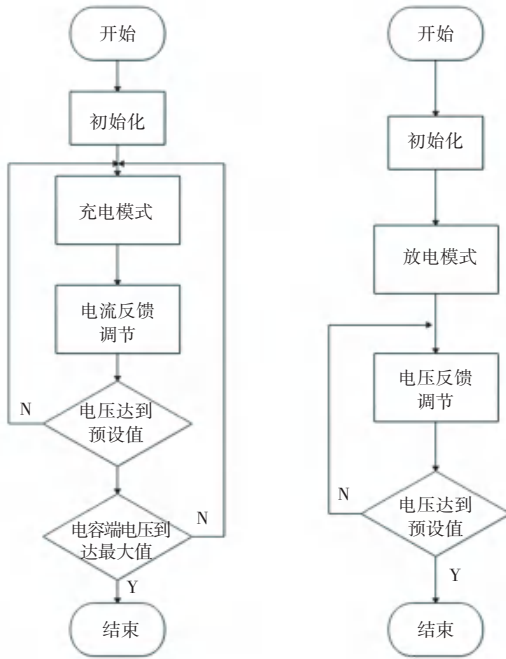 开始
初始化
充电模式
电流反馈
调节
N
电压达到
预设值
N
电容端电压到
达最大值
Y
结束
开始
初始化
放电模式
电压反馈
调节
N
电压达到
预设值
Y
结束